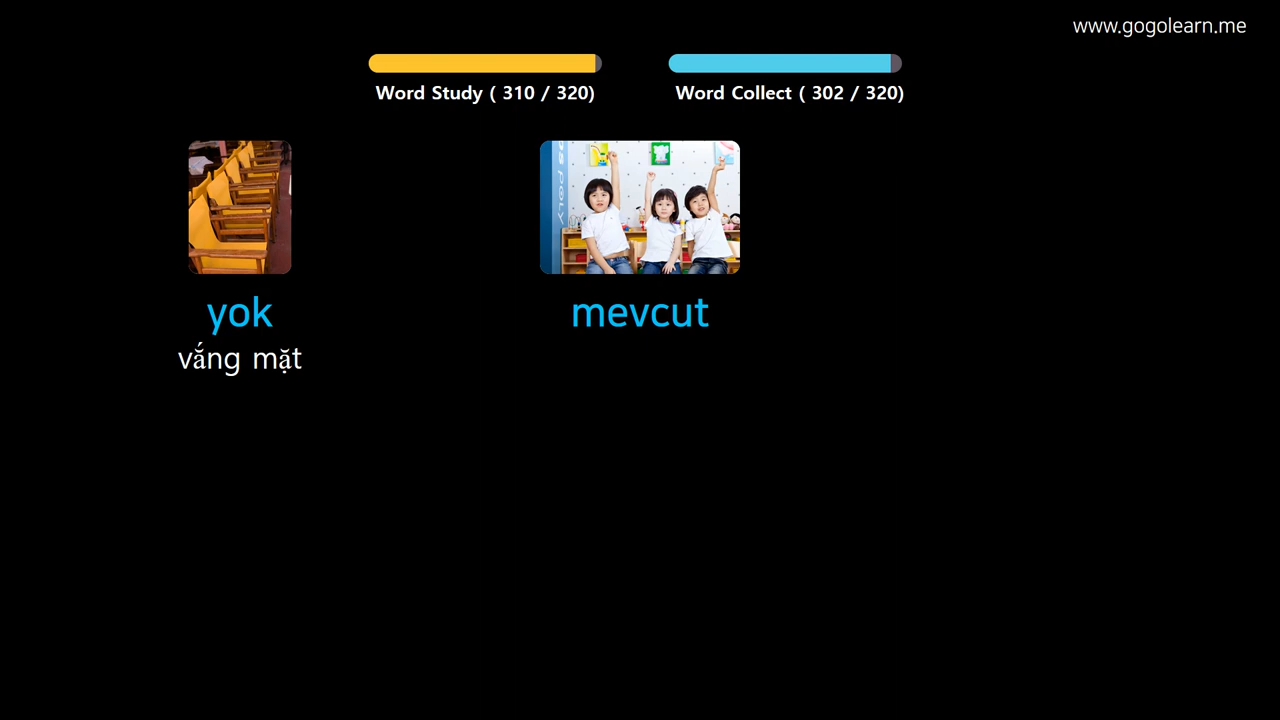 www.gogolearn.me
Word Study ( 310 / 320)
Word Collect ( 302 / 320)
yok
mevcut
vắng mặt